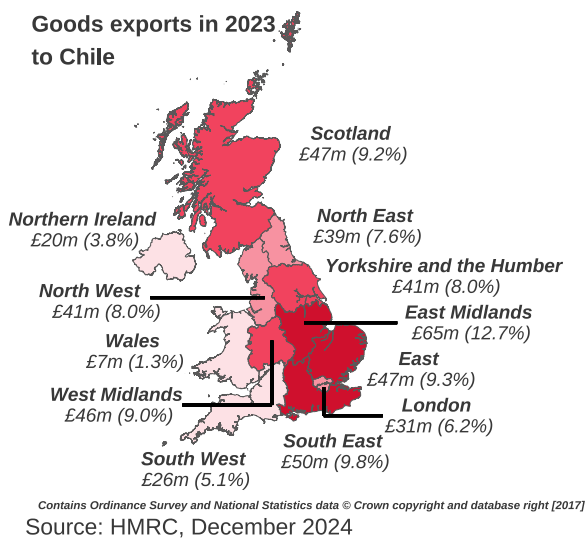 Goods exports in 2023
to Chile
Scotland
£47m (9.2%)
Northern Ireland
£20m (3.8%)
North East
£39m (7.6%)
Yorkshire and the Humber
£41m (8.0%)
North West
£41m (8.0%)
East Midlands
£65m (12.7%)
Wales
£7m (1.3%)
East
£47m (9.3%)
West Midlands
£46m (9.0%)
London
£31m (6.2%)
South East
£50m (9.8%)
South West
£26m (5.1%)
Contains Ordinance Survey and National Statistics data © Crown copyright and database right [2017]
Source: HMRC, December 2024